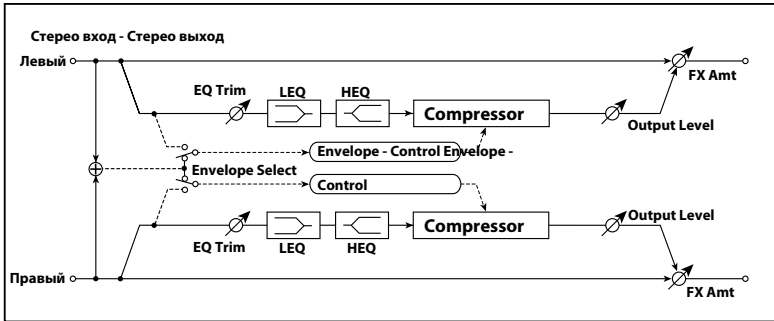 Стерео вход - Стерео выход
Левый
FX Amt
EQ Trim
LEQ
HEQ
Compressor
Output Level
Envelope - Control Envelope -
Envelope Select
Control
Output Level
Compressor
EQ Trim
LEQ
HEQ
Правый
FX Amt